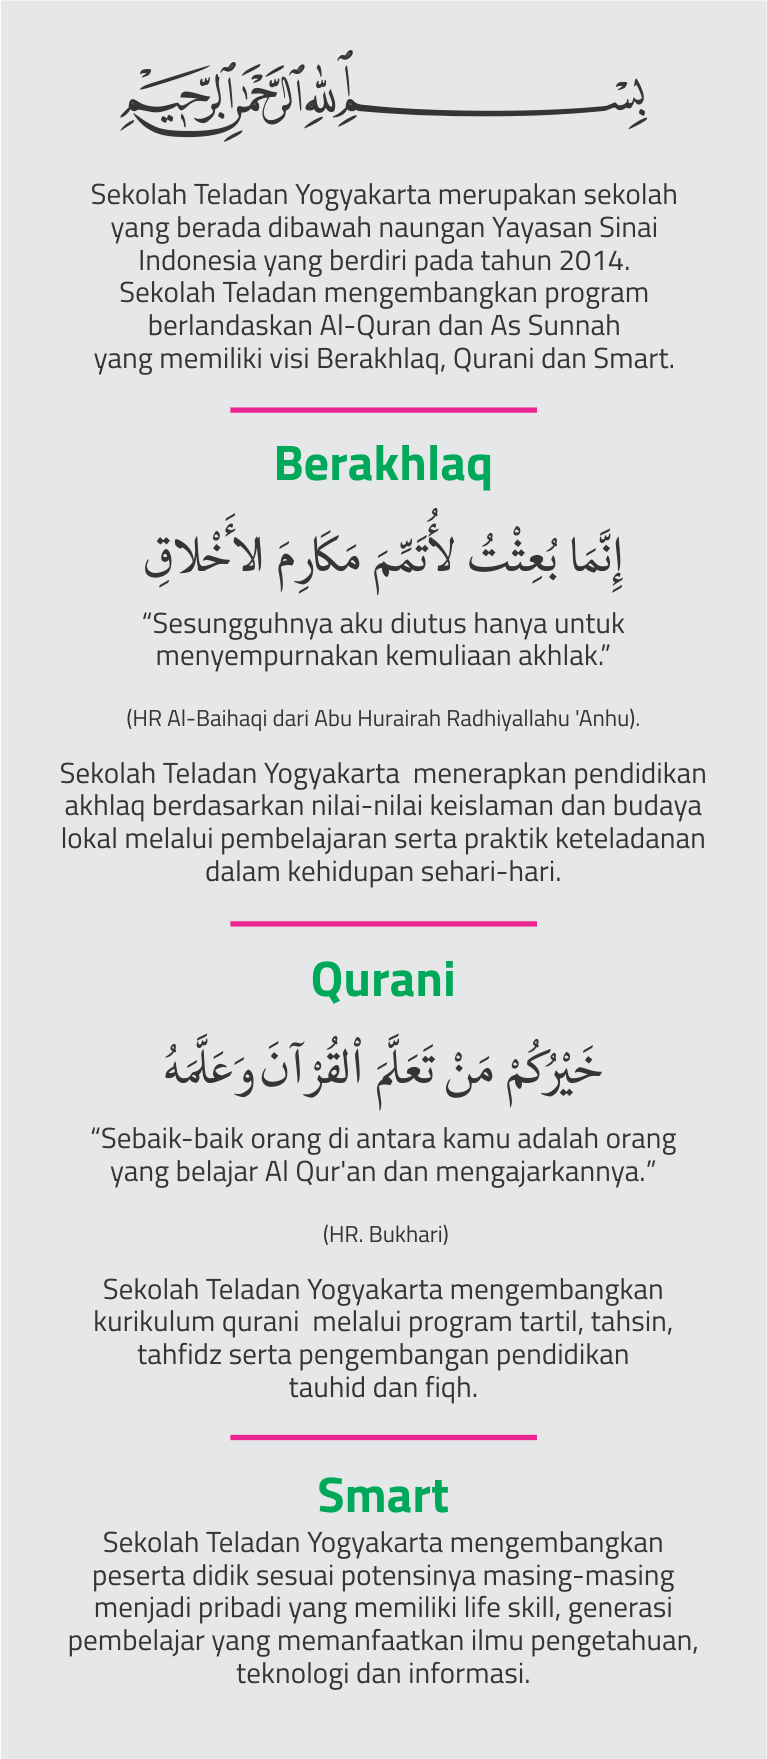 بِسْمِ اللهِ الرَّحْمٰنِ الرَّحِيْمِ
Sekolah Teladan Yogyakarta merupakan sekolah
yang berada dibawah naungan Yayasan Sinai
Indonesia yang berdiri pada tahun 2014.
Sekolah Teladan mengembangkan program
berlandaskan Al-Quran dan As Sunnah
yang memiliki visi Berakhlaq, Qurani dan Smart.
Berakhlaq
إِنَّمَا بُعِثْتُ لأُتَمِّمَ مَكَارِمَ الأَخْلاقِ
“Sesungguhnya aku diutus hanya untuk
menyempurnakan kemuliaan akhlak.”
(HR Al-Baihaqi dari Abu Hurairah Radhiyallahu 'Anhu).
Sekolah Teladan Yogyakarta  menerapkan pendidikan
akhlaq berdasarkan nilai-nilai keislaman dan budaya
lokal melalui pembelajaran serta praktik keteladanan
dalam kehidupan sehari-hari.
Qurani
خَيْرُكُمْ مَنْ تَعَلَّمَ ْالقُرْآنَ وَعَلَّمَهُ
“Sebaik-baik orang di antara kamu adalah orang
yang belajar Al Qur'an dan mengajarkannya.”
(HR. Bukhari)
Sekolah Teladan Yogyakarta mengembangkan
kurikulum qurani  melalui program tartil, tahsin,
tahfidz serta pengembangan pendidikan
tauhid dan fiqh.
Smart
Sekolah Teladan Yogyakarta mengembangkan
peserta didik sesuai potensinya masing-masing
menjadi pribadi yang memiliki life skill, generasi
pembelajar yang memanfaatkan ilmu pengetahuan,
teknologi dan informasi.